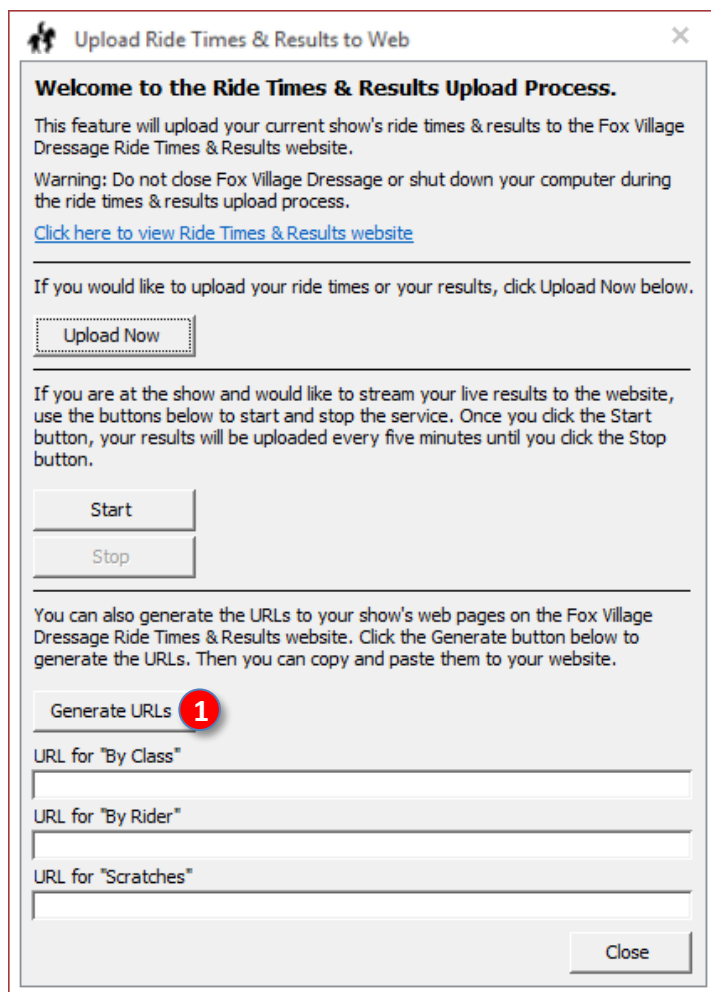 Upload Ride Times & Results to Web
Welcome to the Ride Times & Results Upload Process.
This feature will upload your current show's ride times & results to the Fox Village
Dressage Ride Times & Results website.
Warning: Do not close Fox Village Dressage or shut down your computer during
the ride times & results upload process.
Click here to view Ride Times & Results website
If you would like to upload your ride times or your results, click Upload Now below.
Upload Now
If you are at the show and would like to stream your live results to the website,
use the buttons below to start and stop the service. Once you click the Start
button, your results will be uploaded every five minutes until you click the Stop
button.
Start
Stop
You can also generate the URLs to your show's web pages on the Fox Village
Dressage Ride Times & Results website. Click the Generate button below to
generate the URLs. Then you can copy and paste them to your website.
Generate URLs 1
URL for "By Class"
URL for "By Rider"
URL for "Scratches"
Close